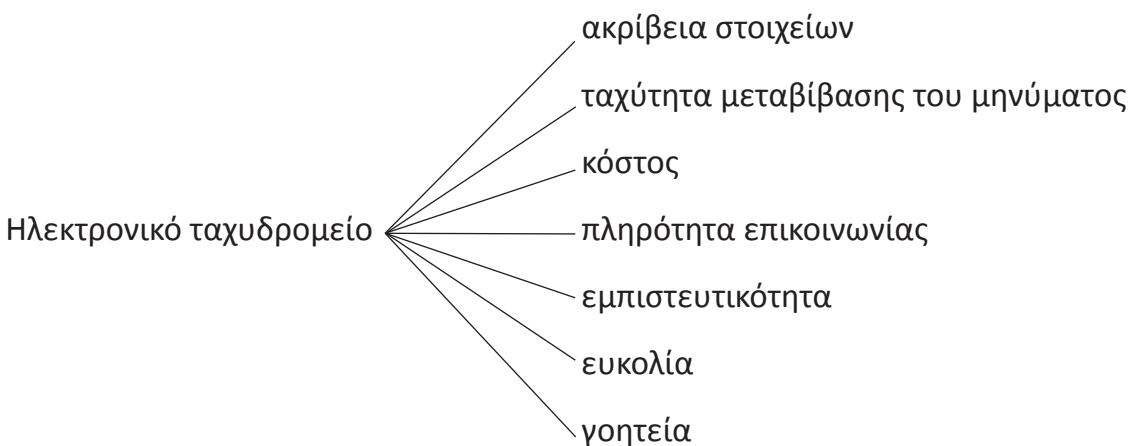 ακρίβεια στοιχείων
ταχύτητα μεταβίβασης του μηνύματος
κόστος
Ηλεκτρονικό ταχυδρομείο
πληρότητα επικοινωνίας
εμπιστευτικότητα
ευκολία
γοητεία